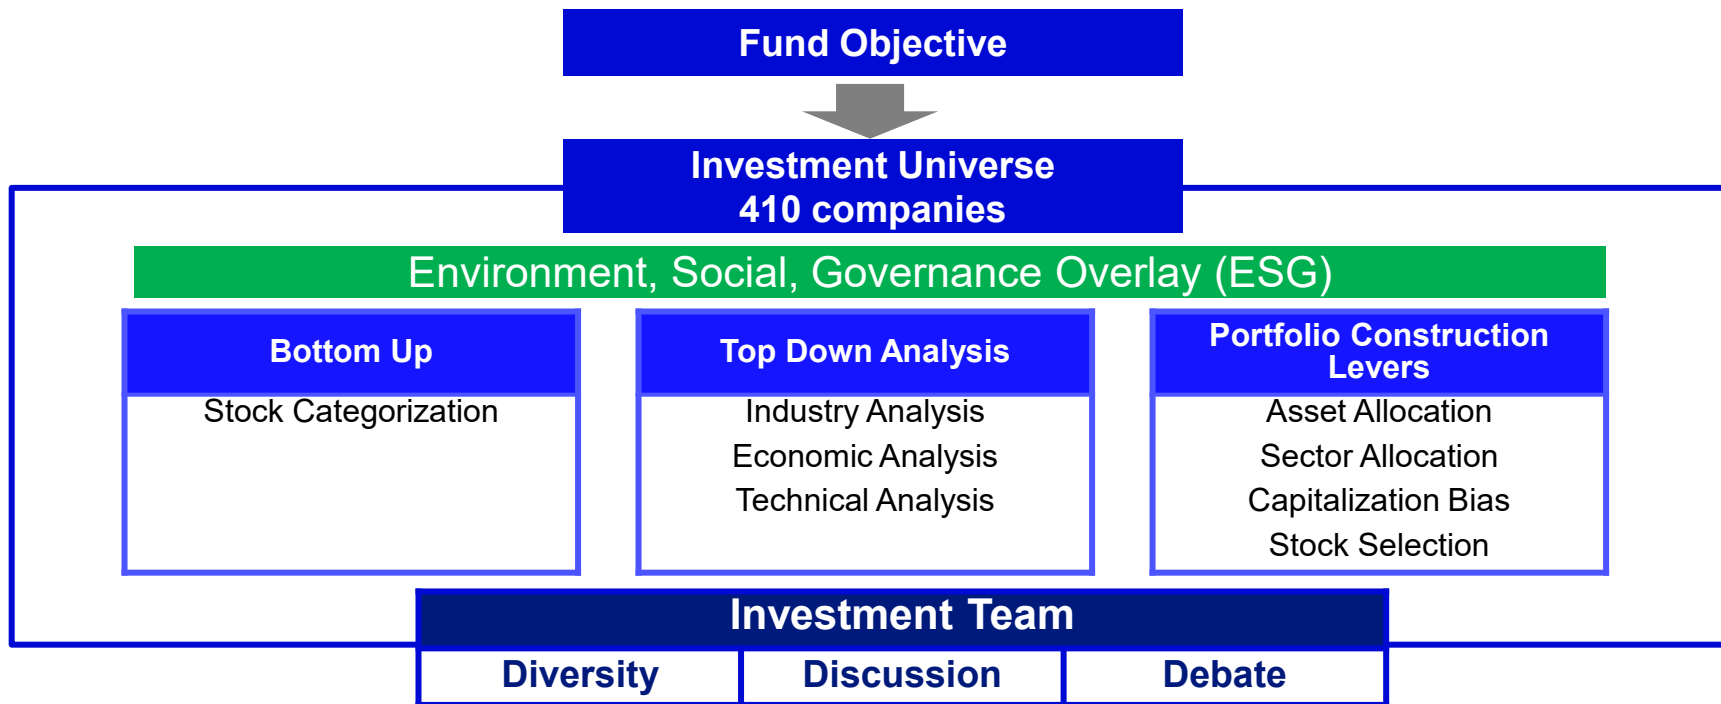 Fund Objective
Investment Universe
410 companies
Environment, Social, Governance Overlay (ESG)
Bottom Up
Stock Categorization
Top Down Analysis
Industry Analysis
Economic Analysis
Technical Analysis
Portfolio Construction
Levers
Asset Allocation
Sector Allocation
Capitalization Bias
Stock Selection
Investment Team
Diversity
Discussion
Debate